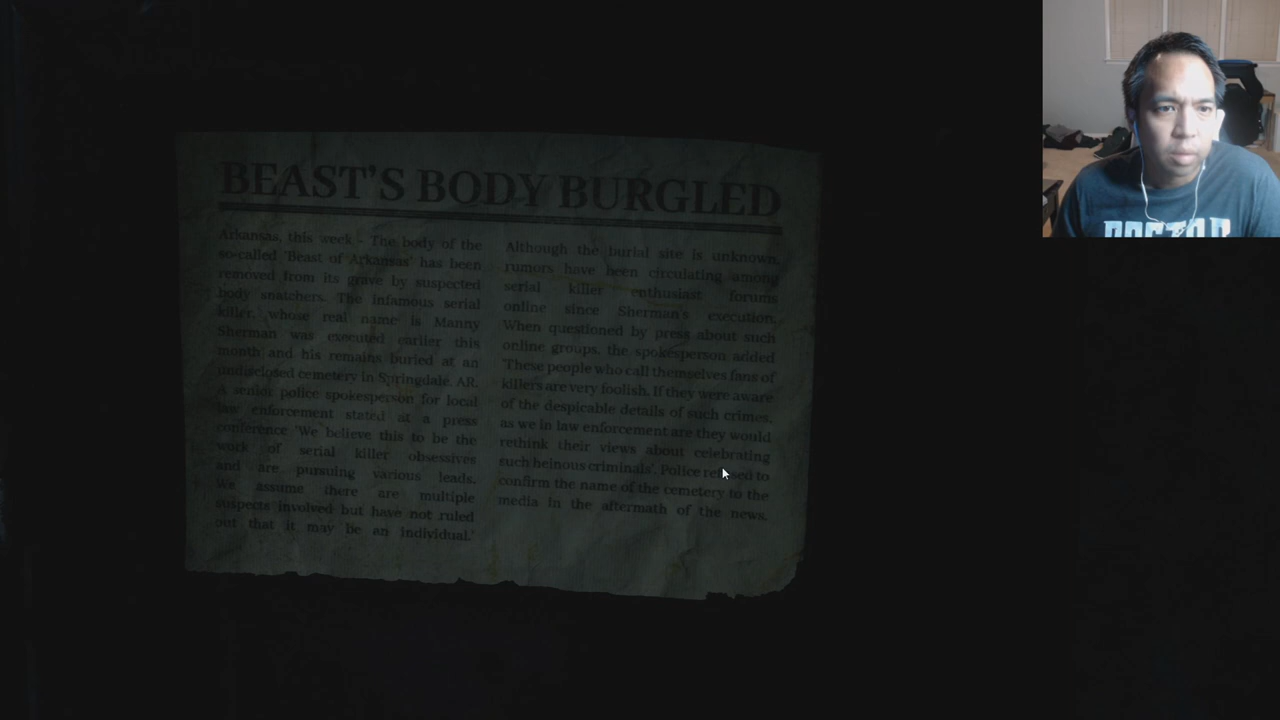 BEAST'S BODY BURGLED
Arkansas, this week - The body of the
so-called 'Beast of Arkansas' has been
removed from its grave by suspected
body snatchers. The infamous serial
killer, whose real name is Manny
Sherman was executed earlier this
month and his remains buried at an
undisclosed cemetery in Springdale, AR.
A senior police spokesperson for local
law enforcement stated at a press
conference 'We believe this to be the
work of serial killer obsessives
and are pursuing various leads.
We assume there are multiple
suspects involved but have not ruled
out that it may be an individual.'
Although the burial site is unknown,
rumors have been circulating among
serial killer enthusiast forums
online since Sherman's execution.
When questioned by press about such
online groups, the spokesperson added
'These people who call themselves fans of
killers are very foolish. If they were aware
of the despicable details of such crimes,
as we in law enforcement are they would
rethink their views about celebrating
such heinous criminals'. Police refused to
confirm the name of the cemetery to the
media in the aftermath of the news.